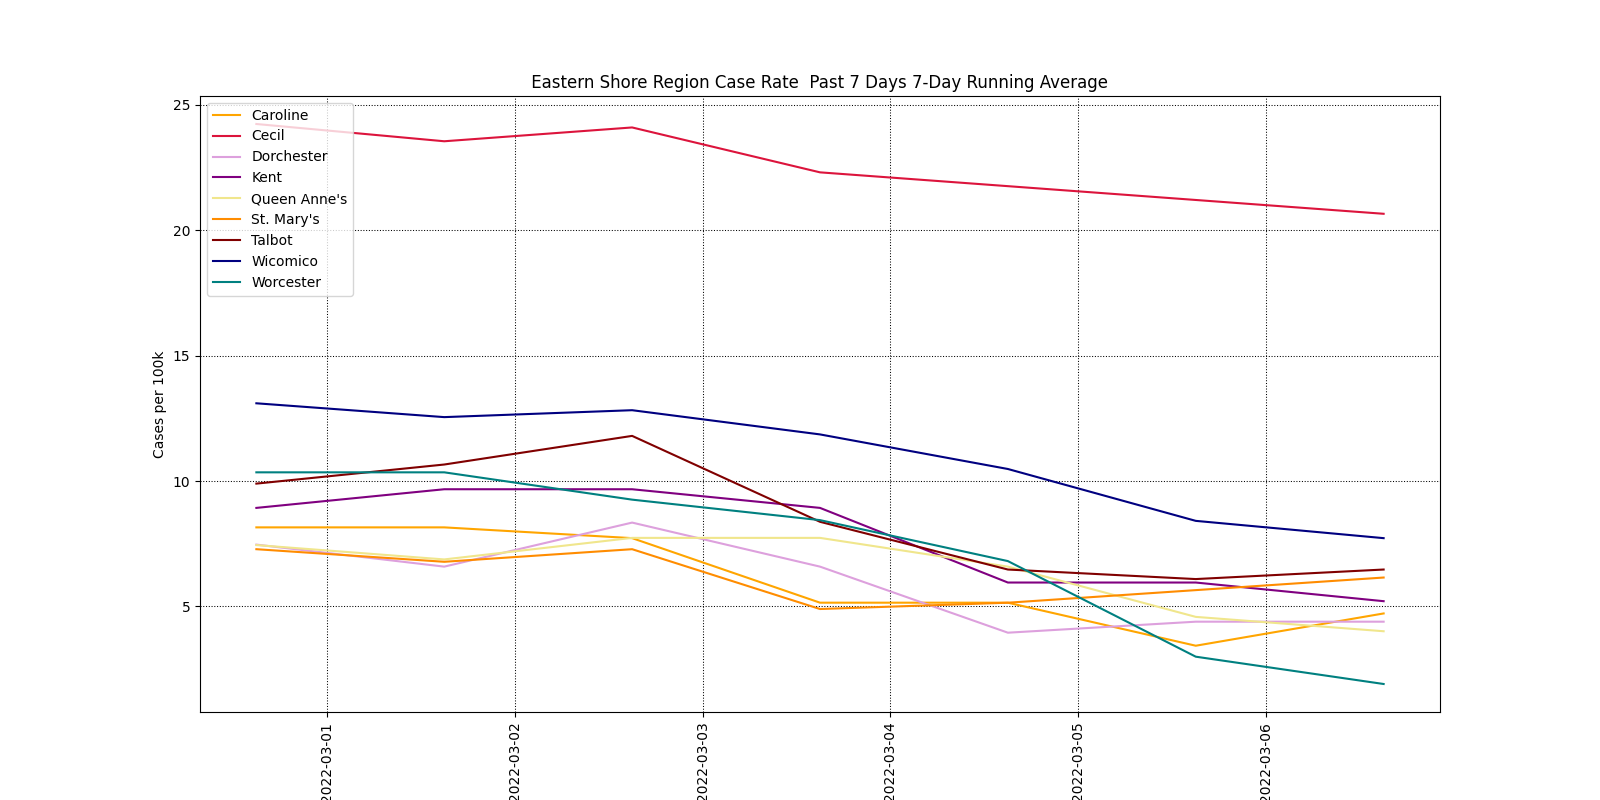 Eastern Shore Region Case Rate  Past 7 Days 7-Day Running Average
Caroline
Cecil
Dorchester
Kent
Queen Anne's
St. Mary's
Talbot
Wicomico
Worcester
Cases per 100k
25
20
15
10
5
2022-03-01
2022-03-02
2022-03-03
2022-03-04
2022-03-05
2022-03-06